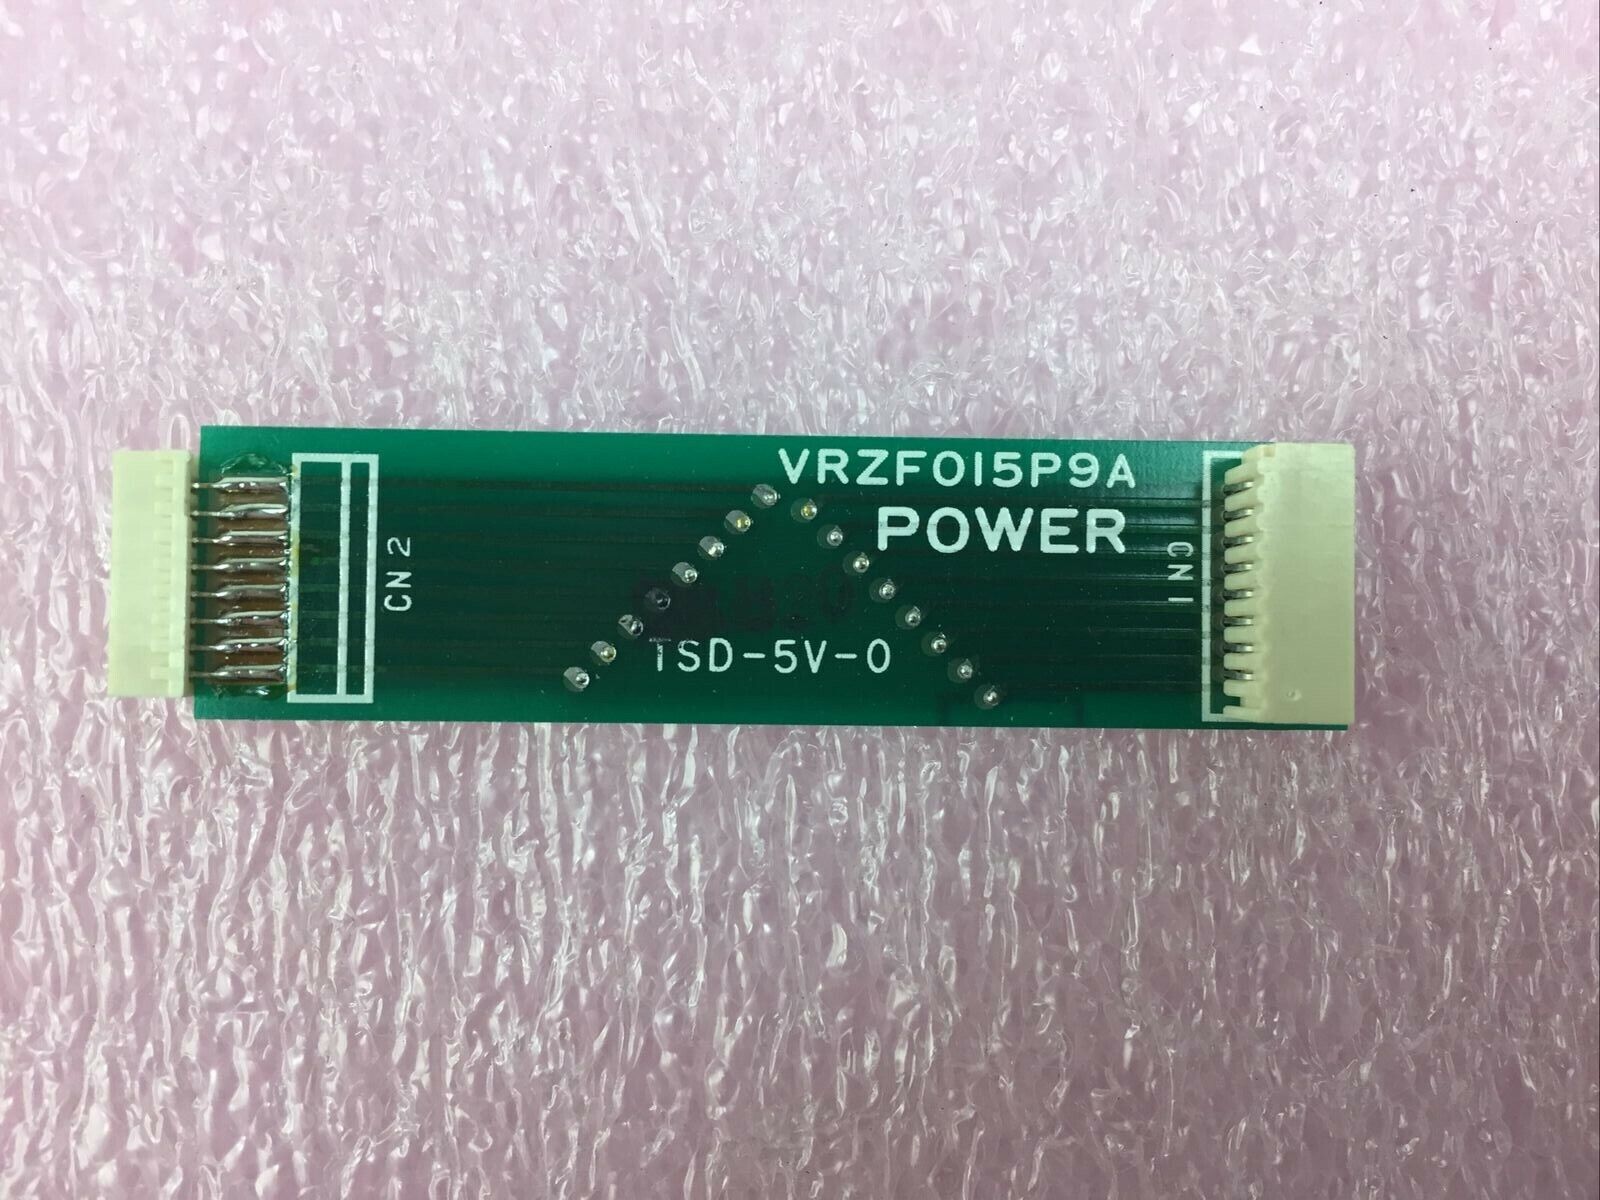 VRZF015P9A
POWER
CN2
CN1
TSD-5V-0